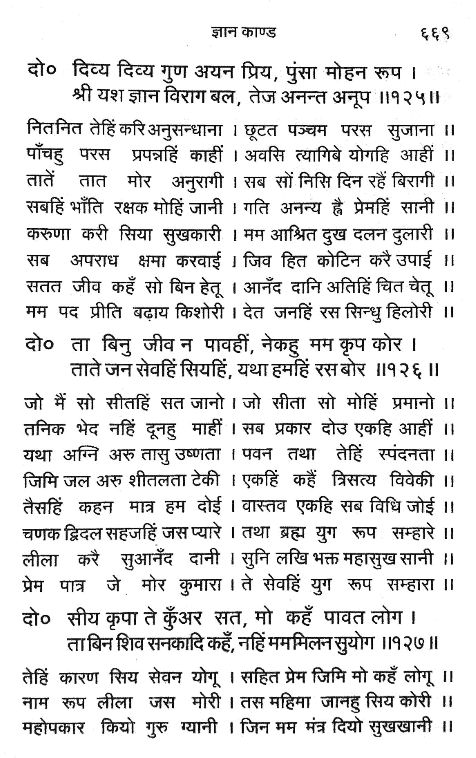 ज्ञान काण्ड ६६९
दो० दिव्य दिव्य गुण अयन प्रिय, पुंसा मोहन रूप ।
श्री यश ज्ञान विराग बल, तेज अनन्त अनूप ॥१२५॥
नितनित तेहिं करि अनुसन्धाना । छूटत पञ्चम परस सुजाना ॥
पाँचहु परस प्रपन्नहिं काहीं । अवसि त्यागिबे योगहि आहीं ॥
तातें तात मोर अनुरागी । सब सों निसि दिन रहैं बिरागी ॥
सबहिं भाँति रक्षक मोहिं जानी । गति अनन्य ह्वै प्रेमहिं सानी ॥
करुणा करी सिया सुखकारी । मम आश्रित दुख दलन दुलारी ॥
सब अपराध क्षमा करवाई । जिव हित कोटिन करै उपाई ॥
सतत जीव कहँ सो बिन हेतू । आनँद दानि अतिहिं चित चेतू ॥
मम पद प्रीति बढ़ाय किशोरी । देत जनहिं रस सिन्धु हिलोरी ॥
दो० ता बिनु जीव न पावहीं, नेकहु मम कृप कोर ।
ताते जन सेवहिं सियहिं, यथा हमहिं रस बोर ॥१२६॥
जो मैं सो सीतहिं सत जानो । जो सीता सो मोहिं प्रमानो ॥
तनिक भेद नहिं दूनहु माहीं । सब प्रकार दोउ एकहि आहीं ॥
यथा अग्नि अरु तासु उष्णता । पवन तथा तेहिं स्पंदनता ॥
जिमि जल अरु शीतलता टेकी । एकहिं कहैं त्रिसत्य विवेकी ॥
तैसहिं कहन मात्र हम दोई । वास्तव एकहि सब विधि जोई ॥
चणक द्विदल सहजहिं जस प्यारे । तथा ब्रह्म युग रूप सम्हारे ॥
लीला करै सुआनँद दानी । सुनि लखि भक्त महासुख सानी ॥
प्रेम पात्र जे मोर कुमारा । ते सेवहिं युग रूप सम्हारा ॥
दो० सीय कृपा ते कुँअर सत, मो कहँ पावत लोग ।
ता बिन शिव सनकादि कहँ, नहिं मम मिलन सुयोग ॥१२७॥
तेहिं कारण सिय सेवन योगू । सहित प्रेम जिमि मो कहँ लोगू ॥
नाम रूप लीला जस मोरी । तस महिमा जानहु सिय कोरी ॥
महोपकार कियो गुरु ग्यानी । जिन मम मंत्र दियो सुखखानी ॥